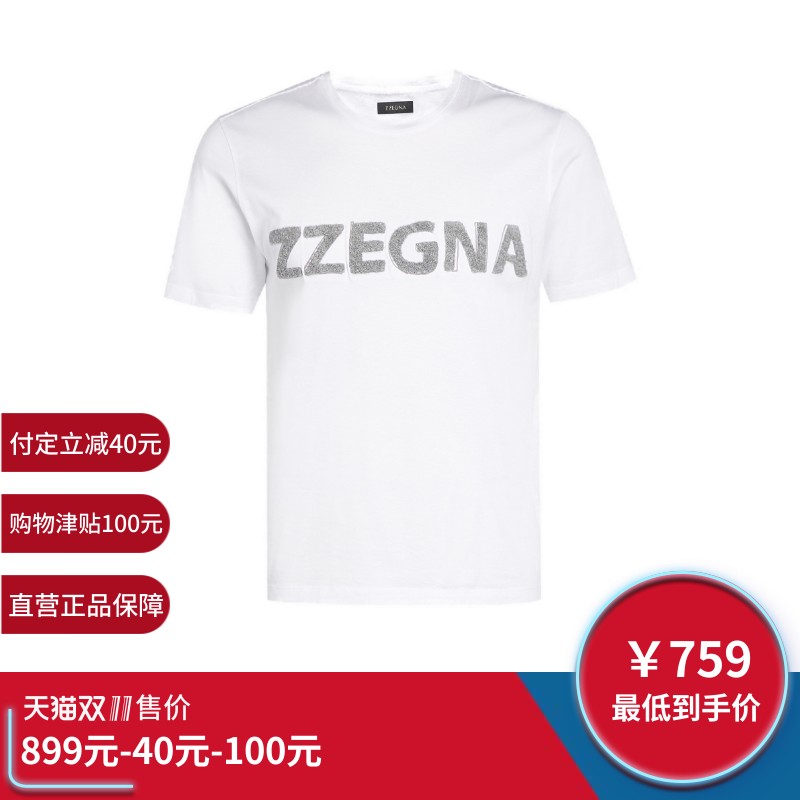 ZZEGNA
ZZEGNA
付定立减40元
购物津贴100元
直营正品保障
￥759
最低到手价
天猫双11售价
899元-40元-100元